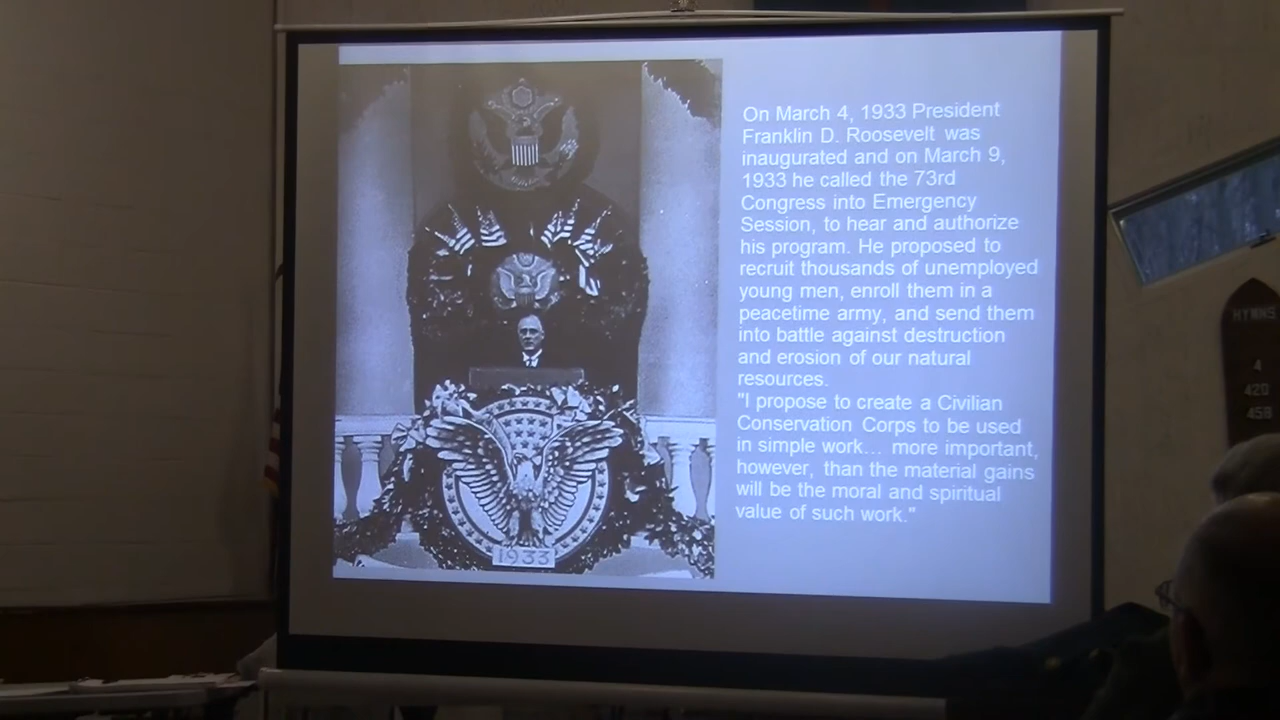 On March 4, 1933 President
Franklin D. Roosevelt was
inaugurated and on March 9,
1933 he called the 73rd
Congress into Emergency
Session, to hear and authorize
his program. He proposed to
recruit thousands of unemployed
young men, enroll them in a
peacetime army, and send them
into battle against destruction
and erosion of our natural
resources.
"I propose to create a Civilian
Conservation Corps to be used
in simple work... more important,
however, than the material gains
will be the moral and spiritual
value of such work."
1933
HYMNS
4
420
459